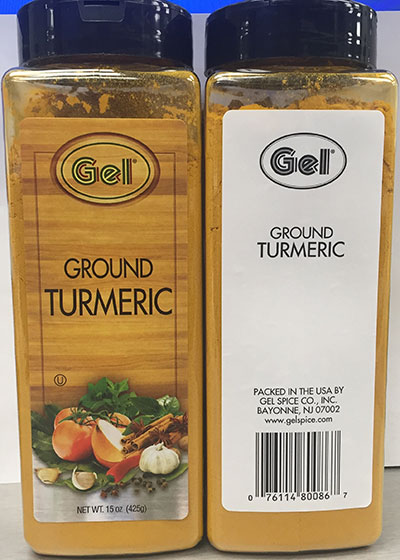 Gel®
GROUND
TURMERIC
U
NET WT. 15 oz (425g)
Gel®
GROUND
TURMERIC
PACKED IN THE USA BY
GEL SPICE CO., INC.
BAYONNE, NJ 07002
www.gelspice.com
0 76114 80086 7